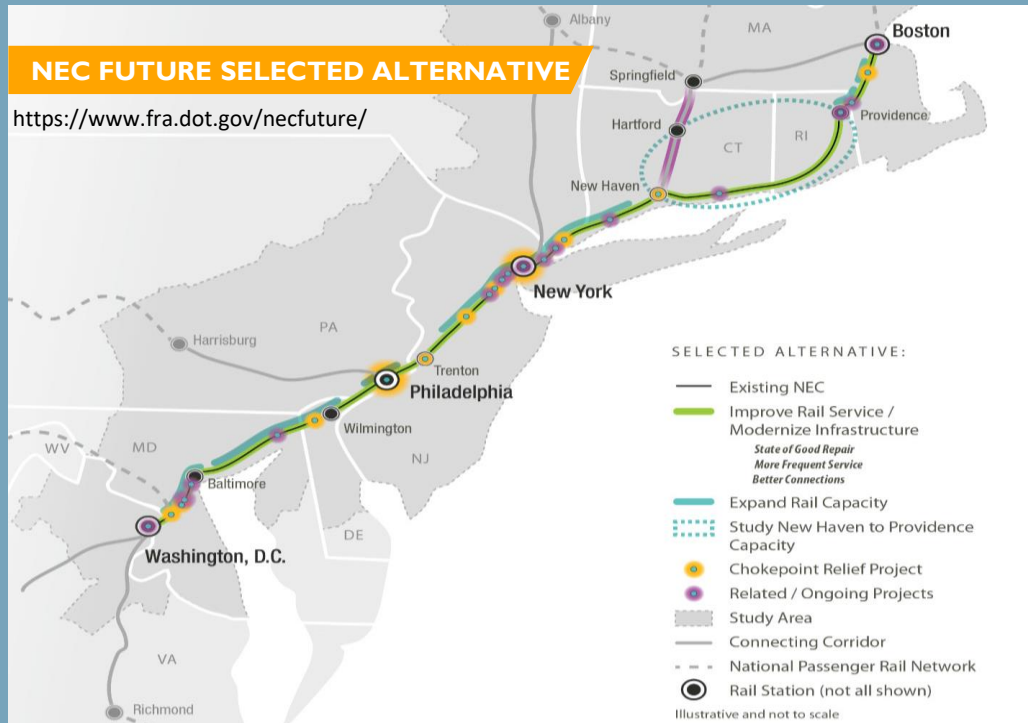 NEC FUTURE SELECTED ALTERNATIVE
https://www.fra.dot.gov/necfuture/
Albany
MA
Boston
Springfield
Hartford
Providence
CT
RI
New Haven
New York
PA
Harrisburg
Trenton
Philadelphia
Wilmington
NJ
WV
MD
Baltimore
DE
Washington, D.C.
VA
Richmond
SELECTED ALTERNATIVE:
Existing NEC
Improve Rail Service /
Modernize Infrastructure
State of Good Repair
More Frequent Service
Better Connections
Expand Rail Capacity
Study New Haven to Providence
Capacity
Chokepoint Relief Project
Related / Ongoing Projects
Study Area
Connecting Corridor
National Passenger Rail Network
Rail Station (not all shown)
Illustrative and not to scale